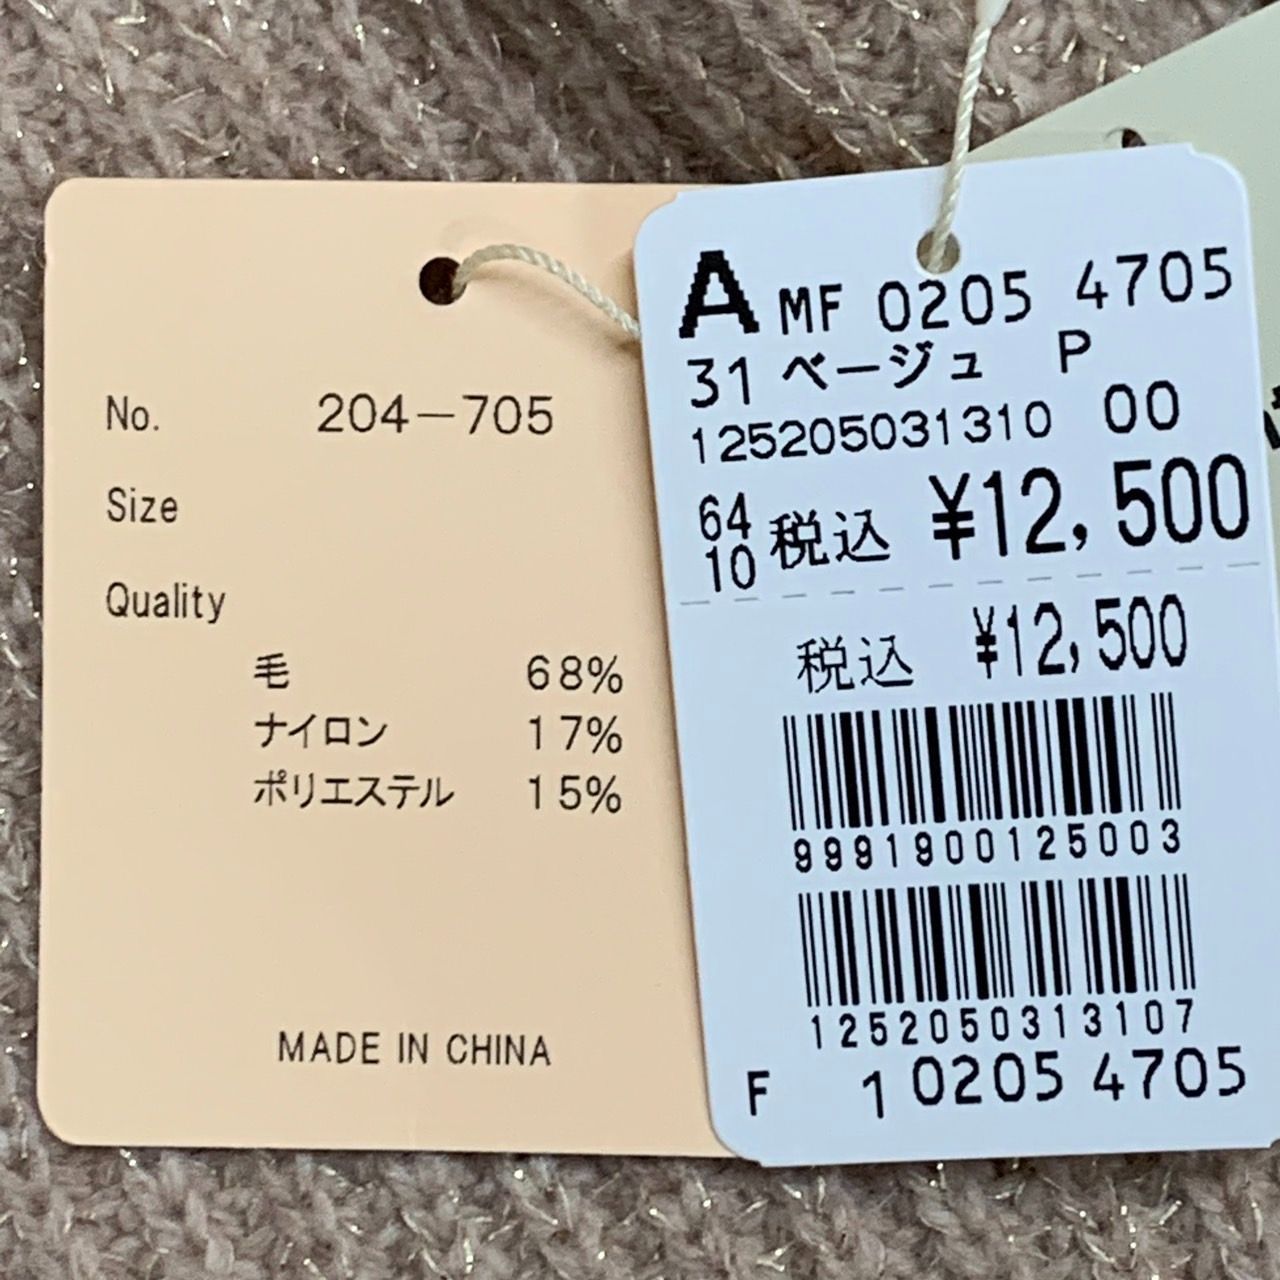 No. 204-705
Size
Quality
毛 68%
ナイロン 17%
ポリエステル 15%
MADE IN CHINA
A MF 0205 4705
31 ベージュ P
125205031310 00
64
10 税込 ¥12,500
税込 ¥12,500
9991900125003
1252050313107
F 1 0205 4705